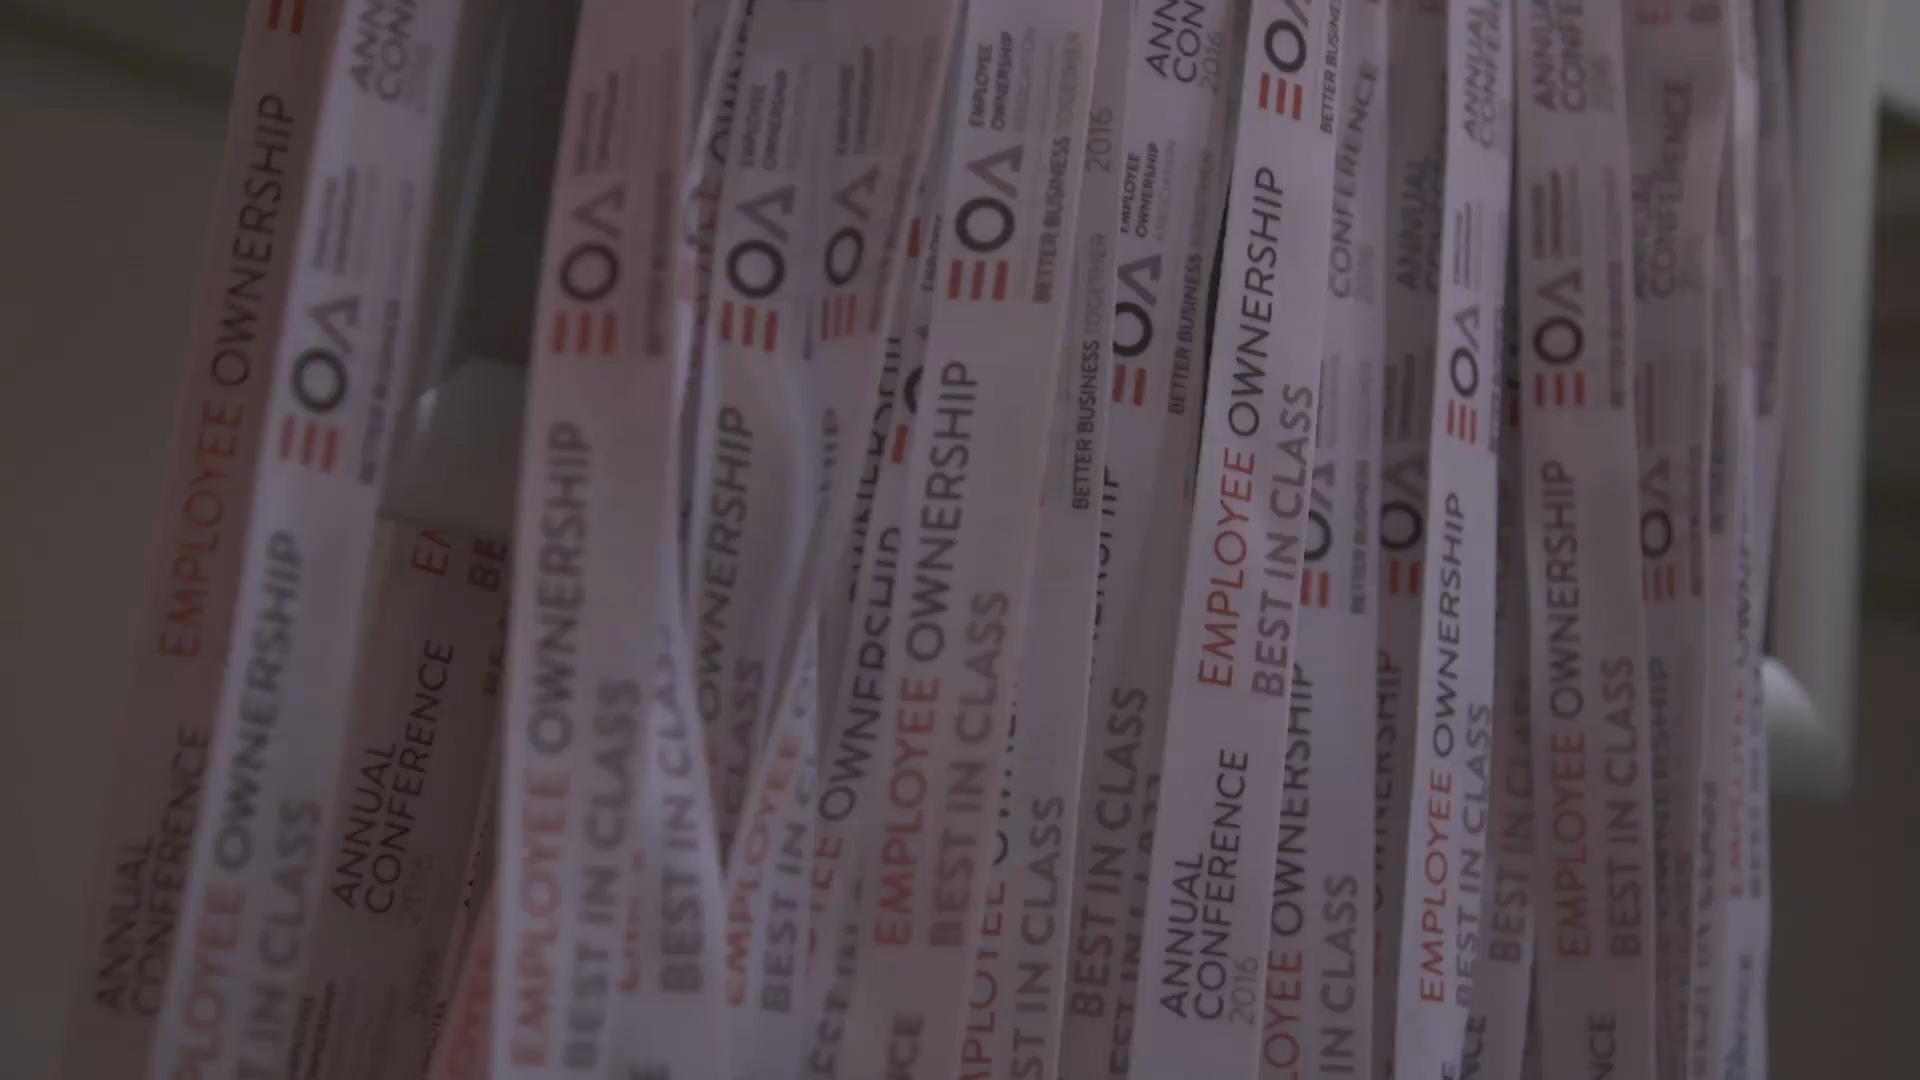 EOA
EMPLOYEE
OWNERSHIP
ASSOCIATION
BETTER BUSINESS TOGETHER
EMPLOYEE OWNERSHIP
BEST IN CLASS
ANNUAL
CONFERENCE
2016